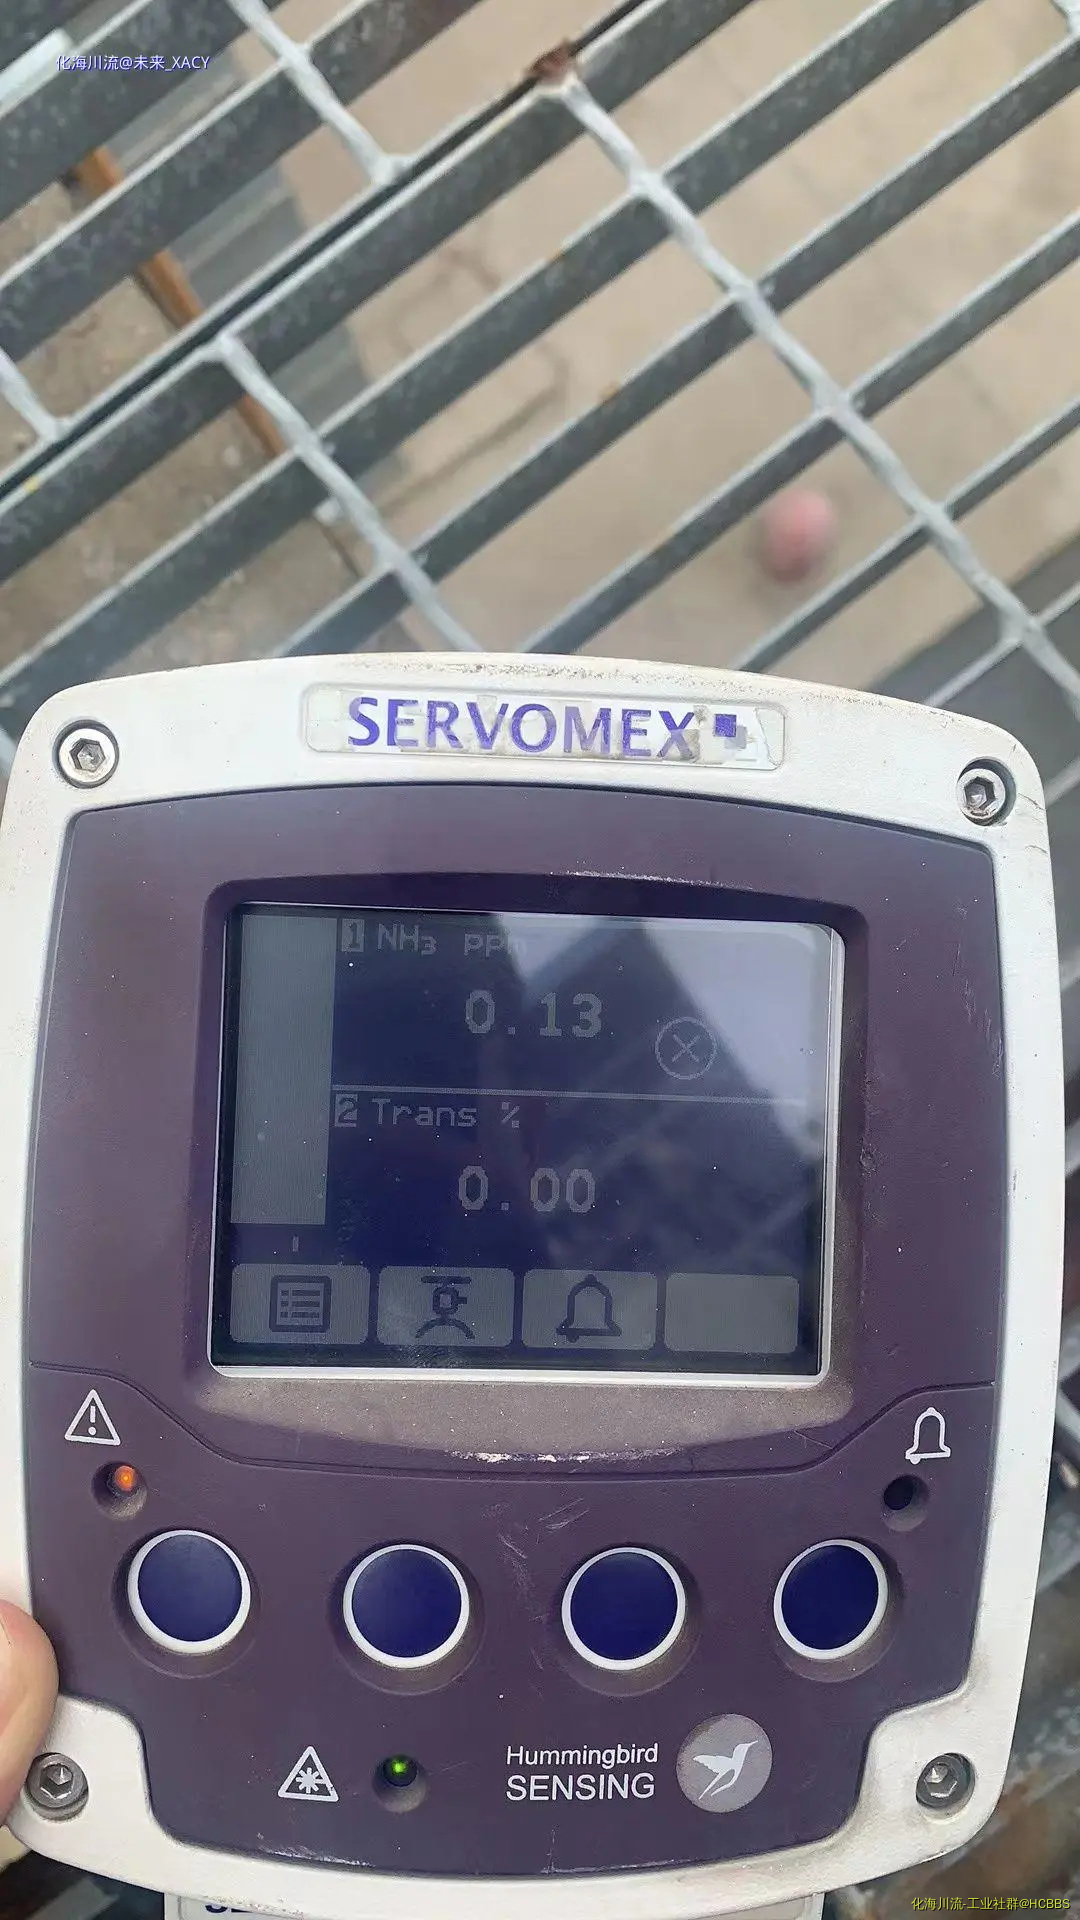 化海川流@未来_XACY
SERVOMEX
1 NH₃ ppm
0.13
2 Trans %
0.00
Hummingbird
SENSING
化海川流-工业社群@HCBBS